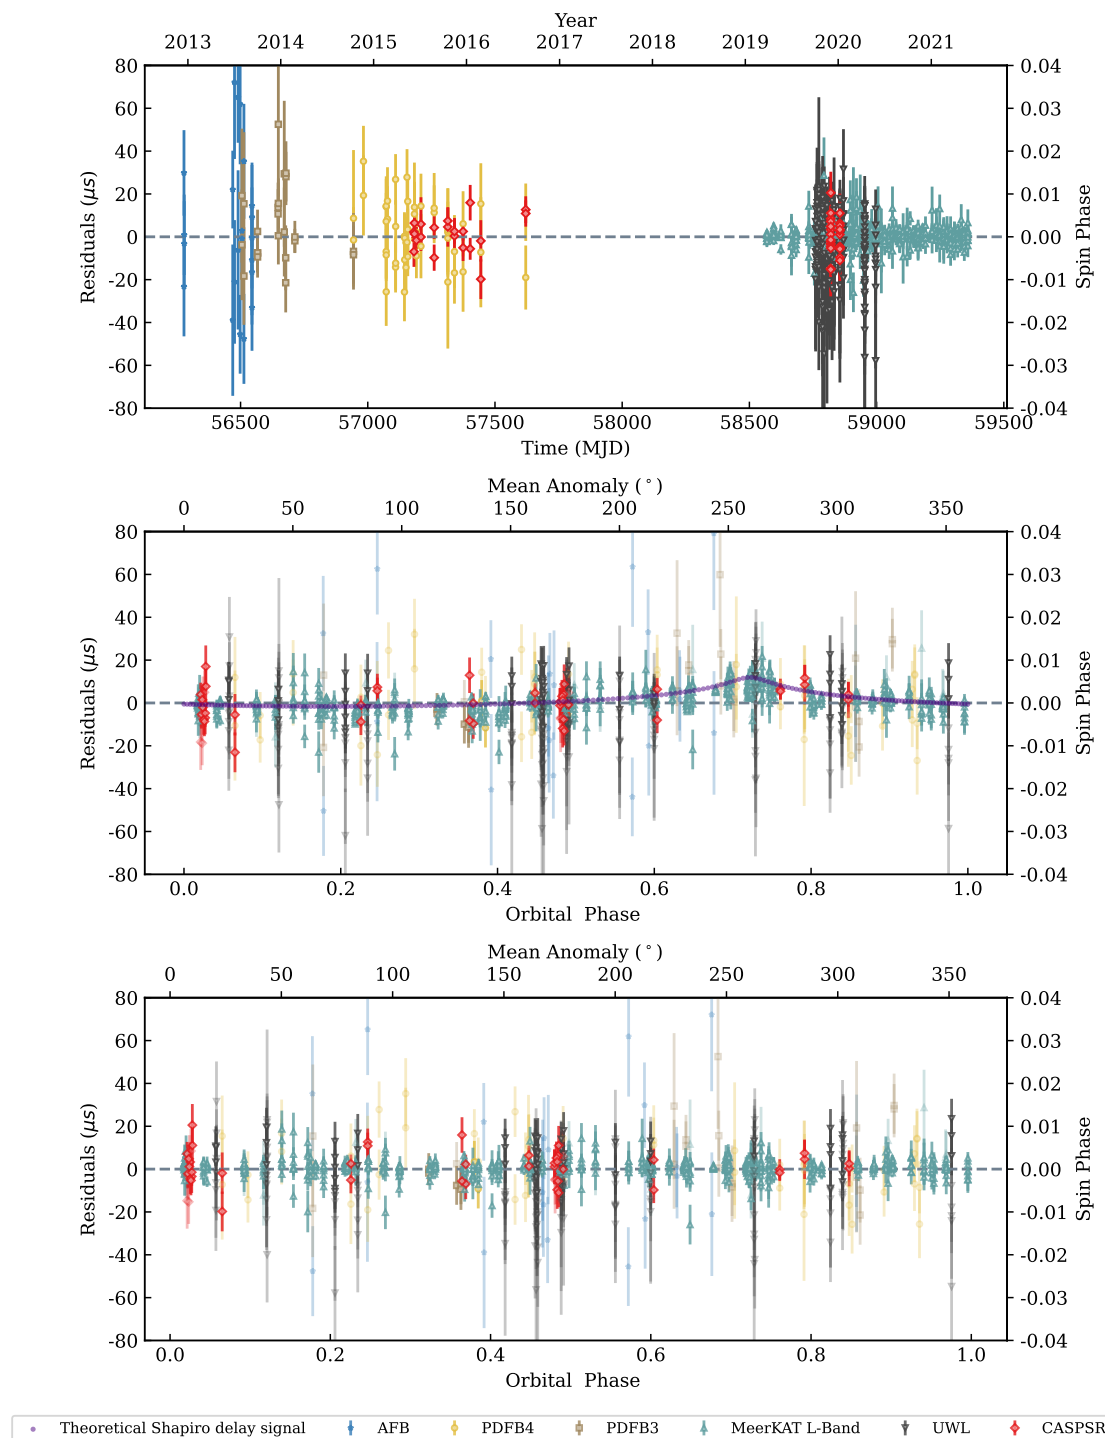 Year
2013 2014 2015 2016 2017 2018 2019 2020 2021
80 0.04
60 0.03
40 0.02
20 0.01
0 0.00
-20 -0.01
-40 -0.02
-60 -0.03
-80 -0.04
Residuals (μs)
Spin Phase
56500 57000 57500 58000 58500 59000 59500
Time (MJD)
Mean Anomaly (°)
0 50 100 150 200 250 300 350
80 0.04
60 0.03
40 0.02
20 0.01
0 0.00
-20 -0.01
-40 -0.02
-60 -0.03
-80 -0.04
Residuals (μs)
Spin Phase
0.0 0.2 0.4 0.6 0.8 1.0
Orbital Phase
Mean Anomaly (°)
0 50 100 150 200 250 300 350
80 0.04
60 0.03
40 0.02
20 0.01
0 0.00
-20 -0.01
-40 -0.02
-60 -0.03
-80 -0.04
Residuals (μs)
Spin Phase
0.0 0.2 0.4 0.6 0.8 1.0
Orbital Phase
Theoretical Shapiro delay signal AFB PDFB4 PDFB3 MeerKAT L-Band UWL CASPSR